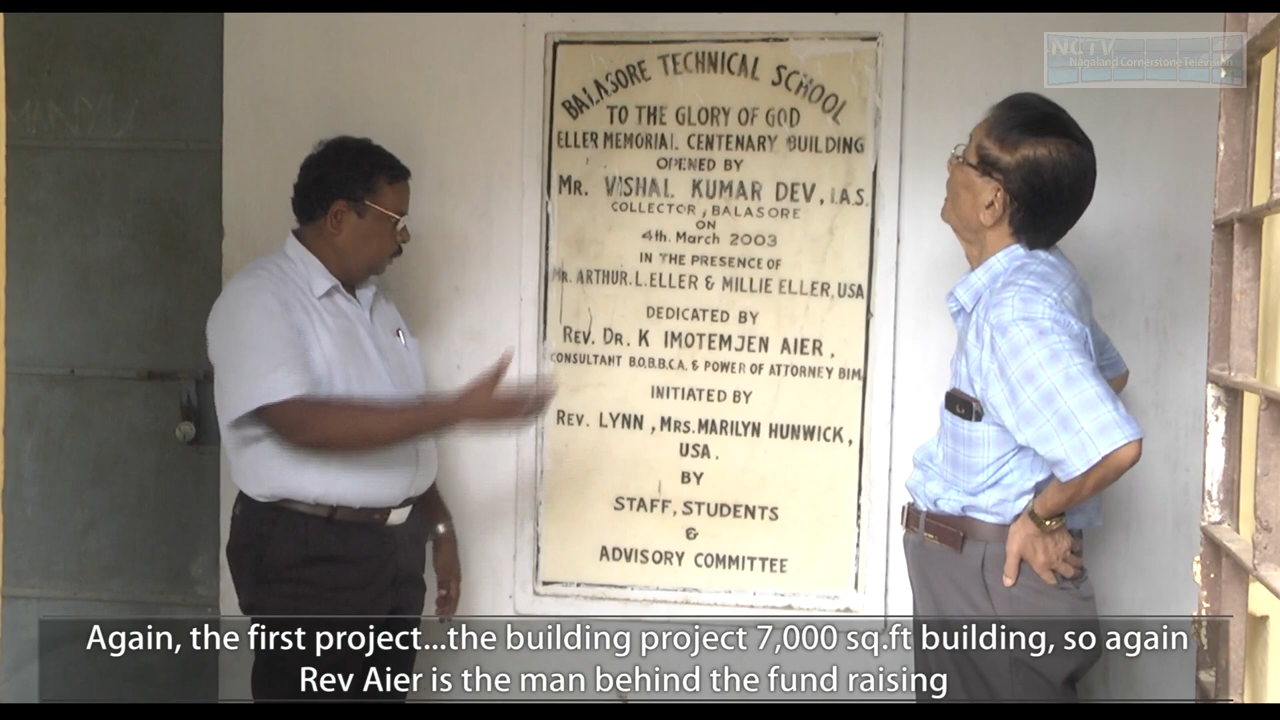 NCTV
Nagaland Cornerstone Television
BALASORE TECHNICAL SCHOOL
TO THE GLORY OF GOD
ELLER MEMORIAL CENTENARY BUILDING
OPENED BY
MR. VISHAL KUMAR DEV, I.A.S.
COLLECTOR, BALASORE
ON
4th. March 2003
IN THE PRESENCE OF
MR. ARTHUR.L.ELLER & MILLIE ELLER, USA
DEDICATED BY
REV. DR. K IMOTEMJEN AIER,
CONSULTANT B.O.B.B.C.A. & POWER OF ATTORNEY BIM
INITIATED BY
REV. LYNN, MRS. MARILYN HUNWICK,
USA.
BY
STAFF, STUDENTS
&
ADVISORY COMMITTEE
Again, the first project...the building project 7,000 sq.ft building, so again
Rev Aier is the man behind the fund raising